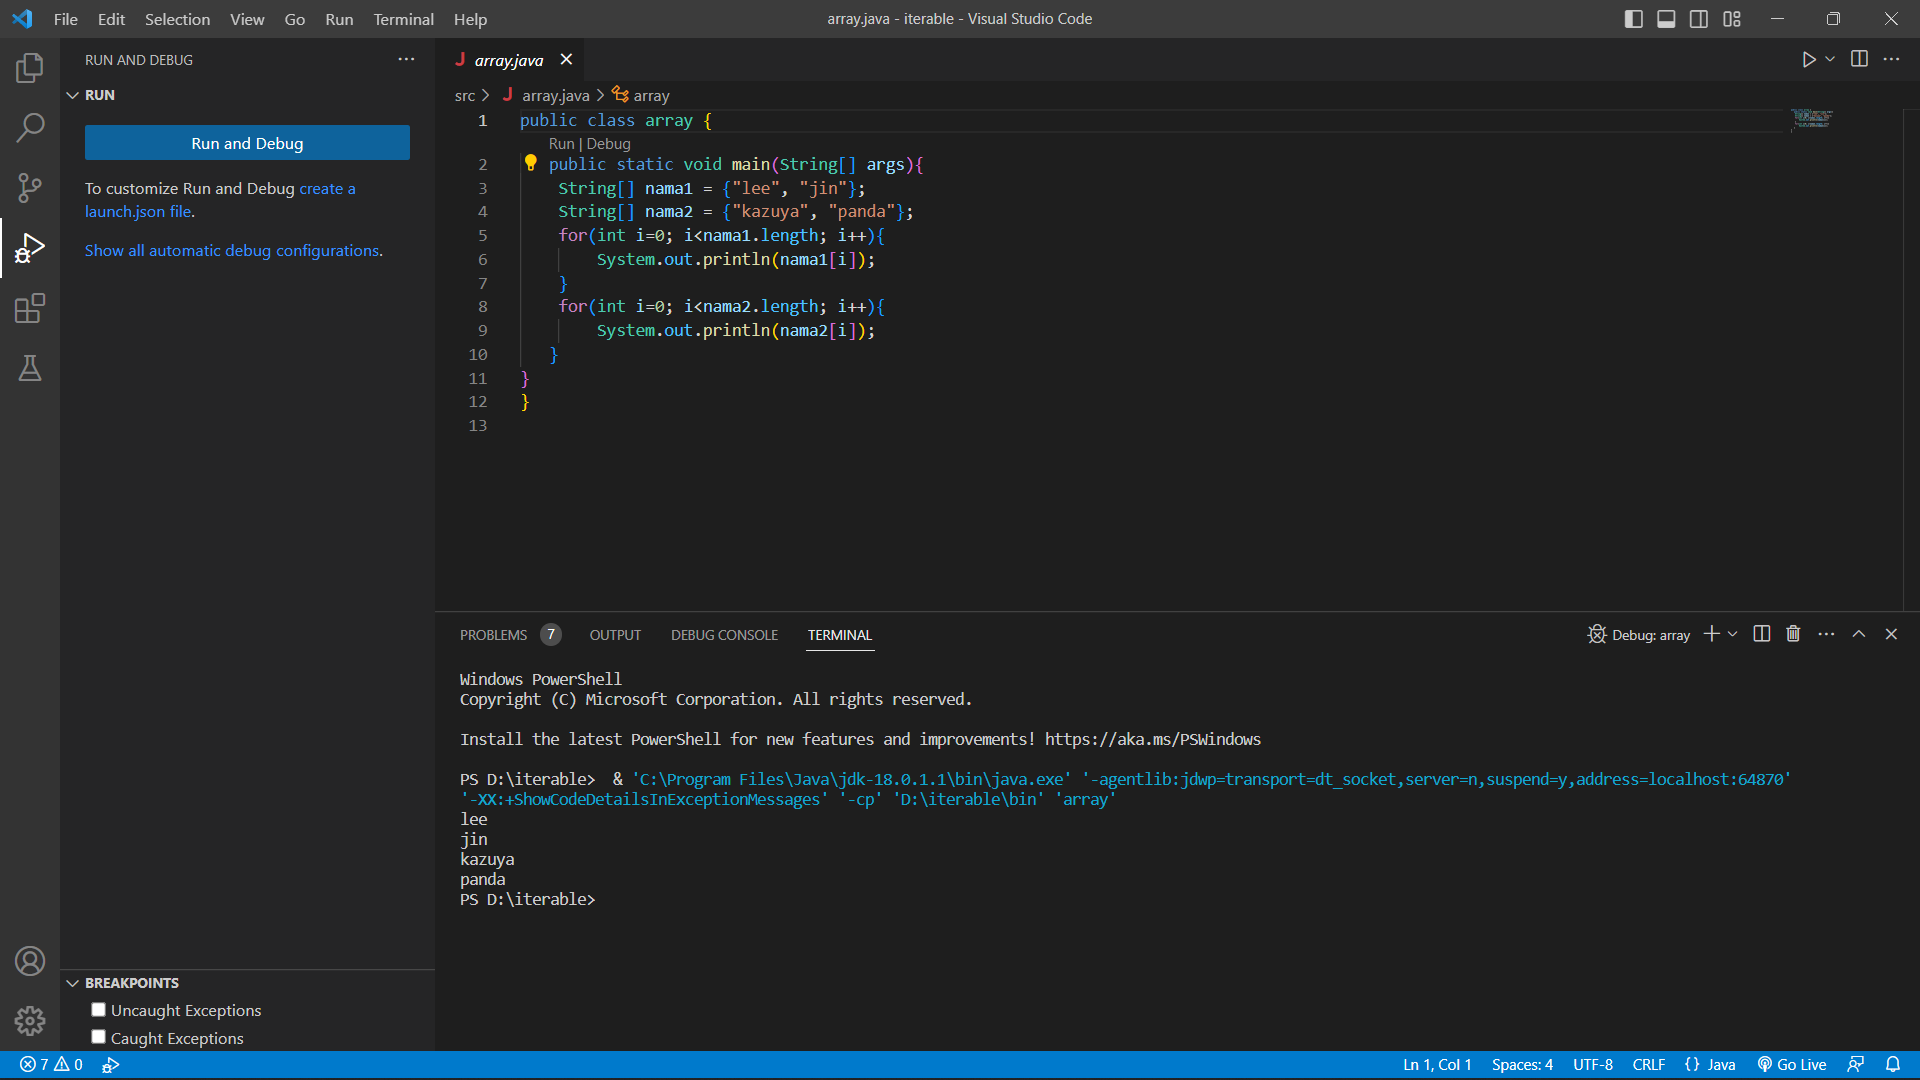 File Edit Selection View Go Run Terminal Help
array.java - iterable - Visual Studio Code
RUN AND DEBUG
RUN
Run and Debug
To customize Run and Debug create a
launch.json file.
Show all automatic debug configurations.
BREAKPOINTS
Uncaught Exceptions
Caught Exceptions
J array.java
src > J array.java > array
1 public class array {
Run | Debug
2 public static void main(String[] args){
3 String[] nama1 = {"lee", "jin"};
4 String[] nama2 = {"kazuya", "panda"};
5 for(int i=0; i<nama1.length; i++){
6 System.out.println(nama1[i]);
7 }
8 for(int i=0; i<nama2.length; i++){
9 System.out.println(nama2[i]);
10 }
11 }
12 }
13
PROBLEMS 7 OUTPUT DEBUG CONSOLE TERMINAL
Debug: array
Windows PowerShell
Copyright (C) Microsoft Corporation. All rights reserved.
Install the latest PowerShell for new features and improvements! https://aka.ms/PSWindows
PS D:\iterable> & 'C:\Program Files\Java\jdk-18.0.1.1\bin\java.exe' '-agentlib:jdwp=transport=dt_socket,server=n,suspend=y,address=localhost:64870'
'-XX:+ShowCodeDetailsInExceptionMessages' '-cp' 'D:\iterable\bin' 'array'
lee
jin
kazuya
panda
PS D:\iterable>
7 0
Ln 1, Col 1 Spaces: 4 UTF-8 CRLF {} Java Go Live